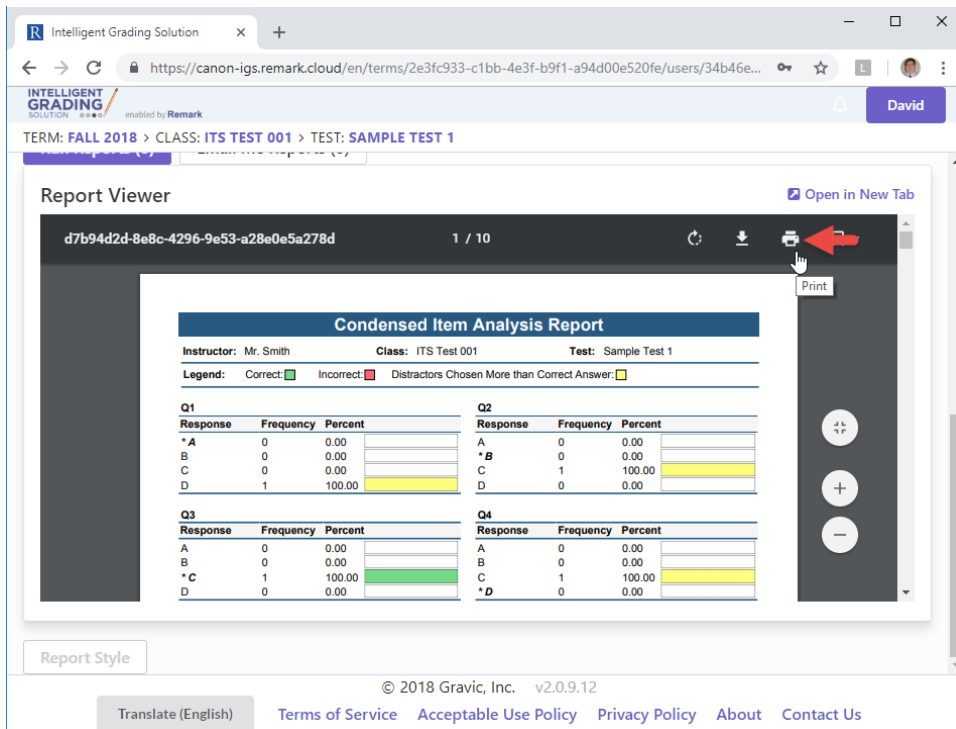 R Intelligent Grading Solution
https://canon-igs.remark.cloud/en/terms/2e3fc933-c1bb-4e3f-b9f1-a94d00e520fe/users/34b46e... L
INTELLIGENT
GRADING
SOLUTION enabled by Remark
David
TERM: FALL 2018 > CLASS: ITS TEST 001 > TEST: SAMPLE TEST 1
Report Viewer
Open in New Tab
d7b94d2d-8e8c-4296-9e53-a28e0e5a278d 1 / 10
Print
Condensed Item Analysis Report
Instructor: Mr. Smith Class: ITS Test 001 Test: Sample Test 1
Legend: Correct: Incorrect: Distractors Chosen More than Correct Answer:
Q1
Response Frequency Percent
* A 0 0.00
B 0 0.00
C 0 0.00
D 1 100.00
Q2
Response Frequency Percent
A 0 0.00
* B 0 0.00
C 1 100.00
D 0 0.00
Q3
Response Frequency Percent
A 0 0.00
B 0 0.00
* C 1 100.00
D 0 0.00
Q4
Response Frequency Percent
A 0 0.00
B 0 0.00
C 1 100.00
* D 0 0.00
Report Style
© 2018 Gravic, Inc. v2.0.9.12
Translate (English) Terms of Service Acceptable Use Policy Privacy Policy About Contact Us